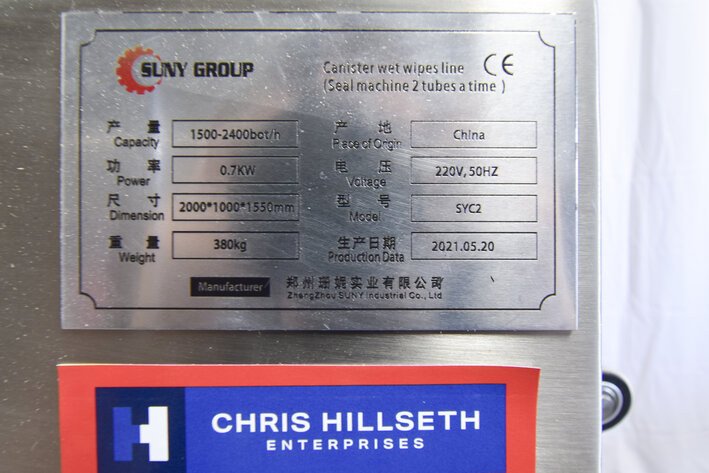 SUNY GROUP
Canister wet wipes line CE
(Seal machine 2 tubes a time )
产 量 1500-2400bot/h 产 地 China
Capacity Place of Origin
功 率 0.7KW 电 压 220V, 50HZ
Power Voltage
尺 寸 2000*1000*1550mm 型 号 SYC2
Dimension Model
重 量 380kg 生产日期 2021.05.20
Weight Production Data
Manufacturer 郑州珊妮实业有限公司
ZhengZhou SUNY Industrial Co., Ltd
H
CHRIS HILLSETH
ENTERPRISES